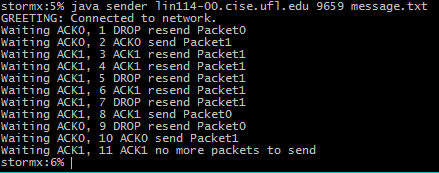 stormx:5% java sender lin114-00.cise.ufl.edu 9659 message.txt
GREETING: Connected to network.
Waiting ACK0, 1 DROP resend Packet0
Waiting ACK0, 2 ACK0 send Packet1
Waiting ACK1, 3 ACK1 resend Packet1
Waiting ACK1, 4 ACK1 resend Packet1
Waiting ACK1, 5 DROP resend Packet1
Waiting ACK1, 6 ACK1 resend Packet1
Waiting ACK1, 7 DROP resend Packet1
Waiting ACK1, 8 ACK1 send Packet0
Waiting ACK0, 9 DROP resend Packet0
Waiting ACK0, 10 ACK0 send Packet1
Waiting ACK1, 11 ACK1 no more packets to send
stormx:6%